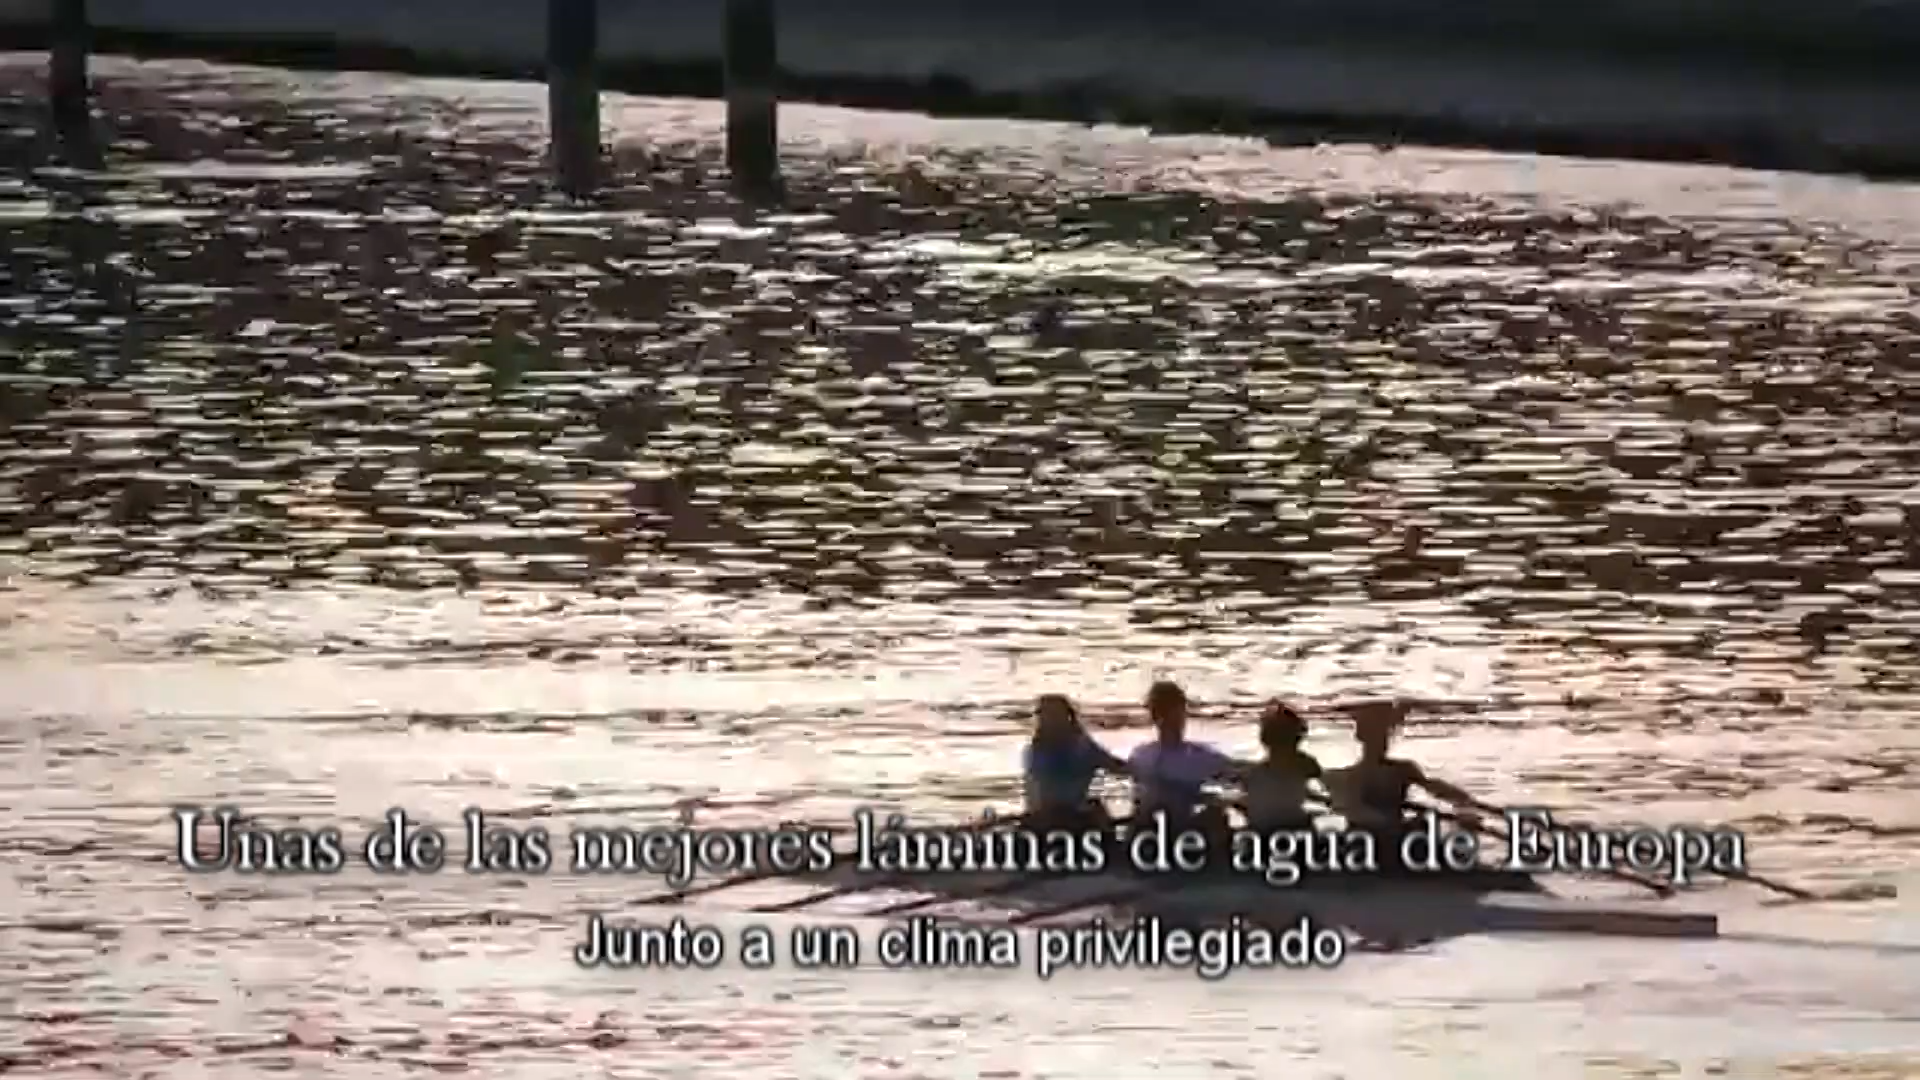 Unas de las mejores láminas de agua de Europa
Junto a un clima privilegiado